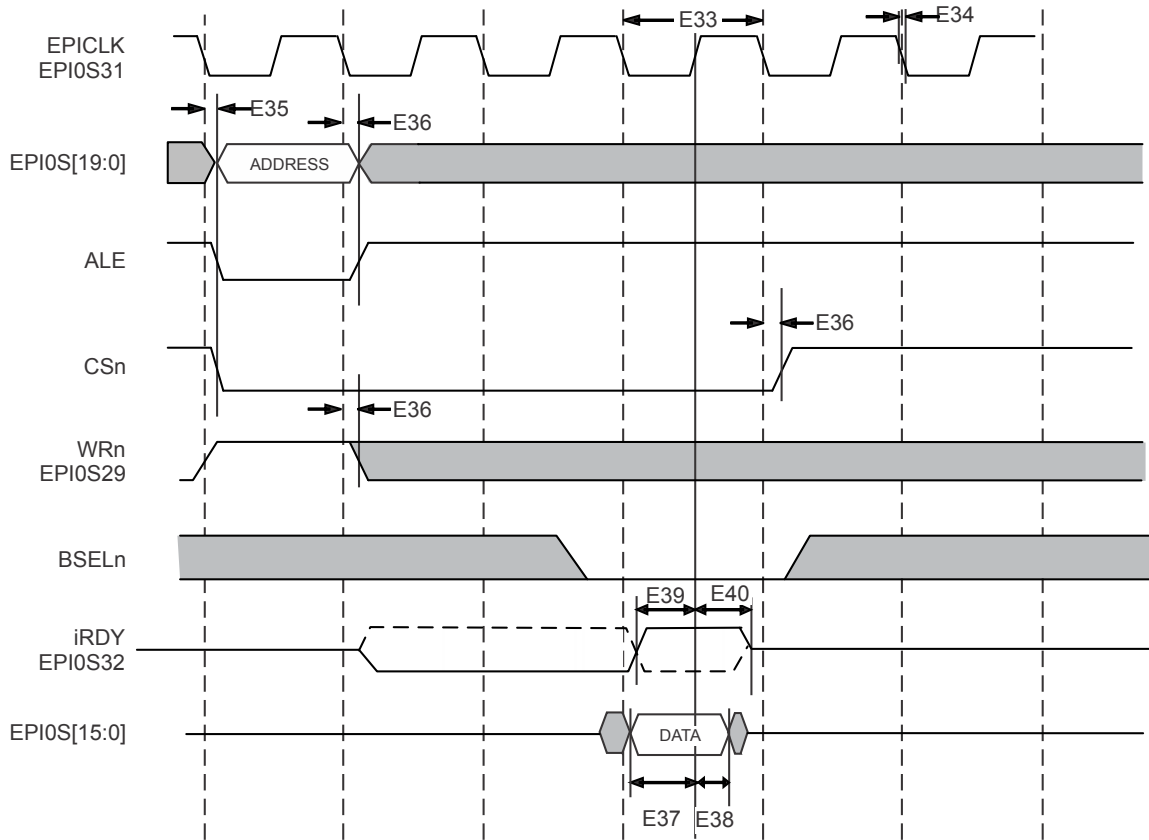 E33
E34
EPICLK
EPI0S31
E35
E36
EPI0S[19:0]
ADDRESS
ALE
E36
CSn
E36
WRn
EPI0S29
BSELn
E39
E40
iRDY
EPI0S32
EPI0S[15:0]
DATA
E37
E38